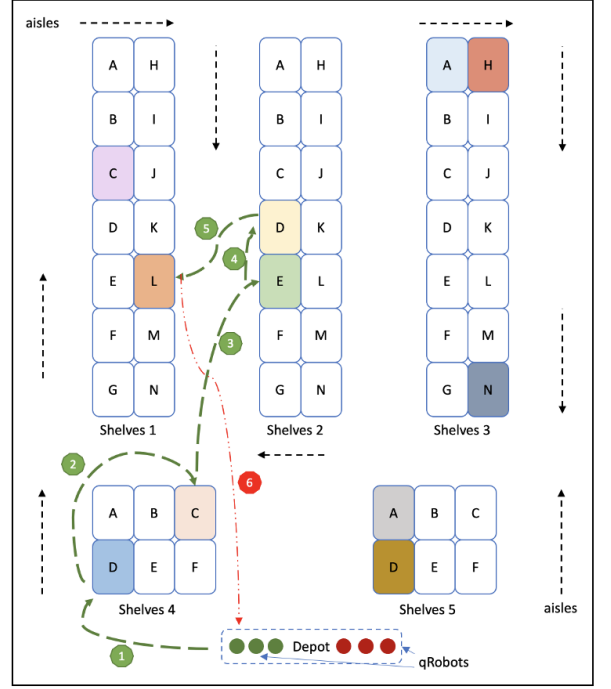 aisles
A H A H A H
B I B I B I
C J C J C J
D K D K D K
5
4
E L E L E L
3
F M F M F M
G N G N G N
Shelves 1 Shelves 2 Shelves 3
2
6
A B C A B C
D E F D E F
Shelves 4 Shelves 5 aisles
1
Depot
qRobots